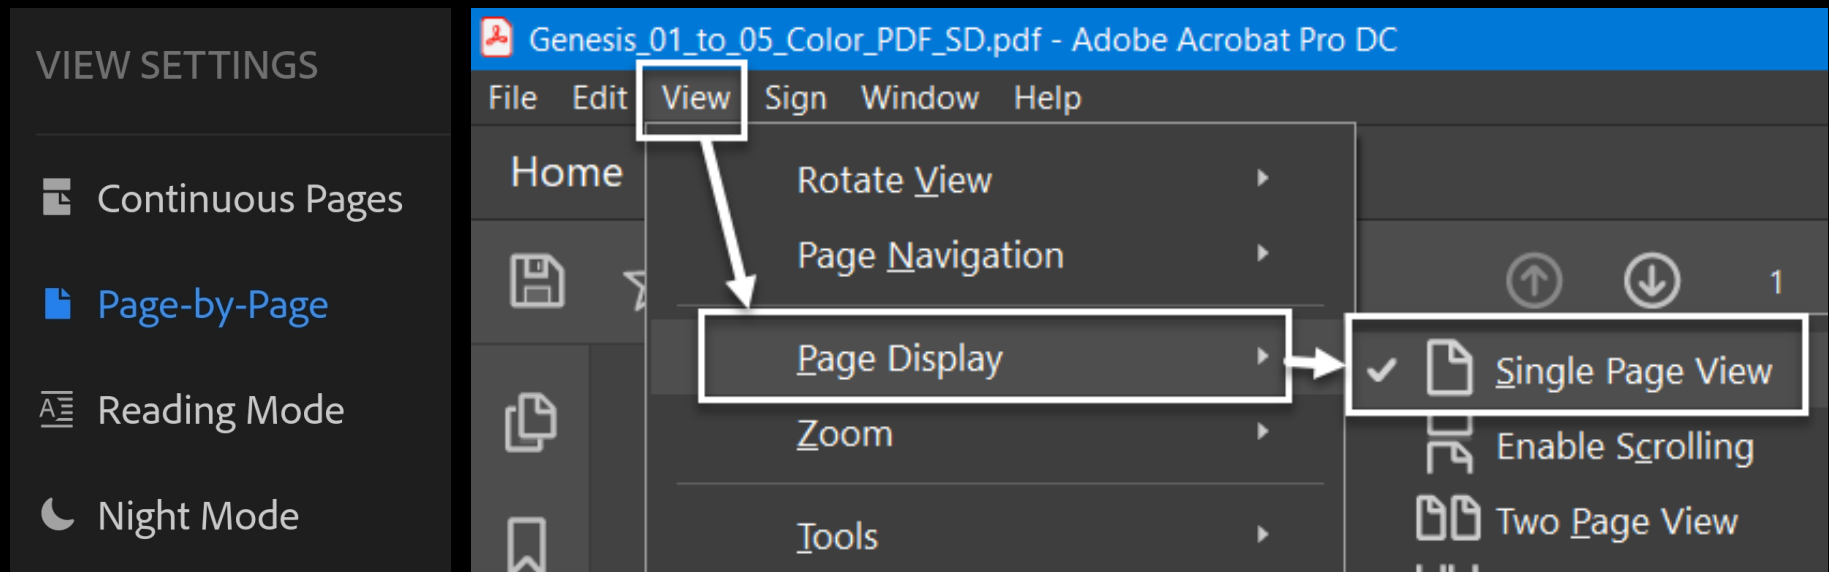 VIEW SETTINGS
Continuous Pages
Page-by-Page
Reading Mode
Night Mode
Genesis_01_to_05_Color_PDF_SD.pdf - Adobe Acrobat Pro DC
File Edit View Sign Window Help
Home
Rotate View
Page Navigation
1
Page Display
Single Page View
Zoom
Enable Scrolling
Two Page View
Tools